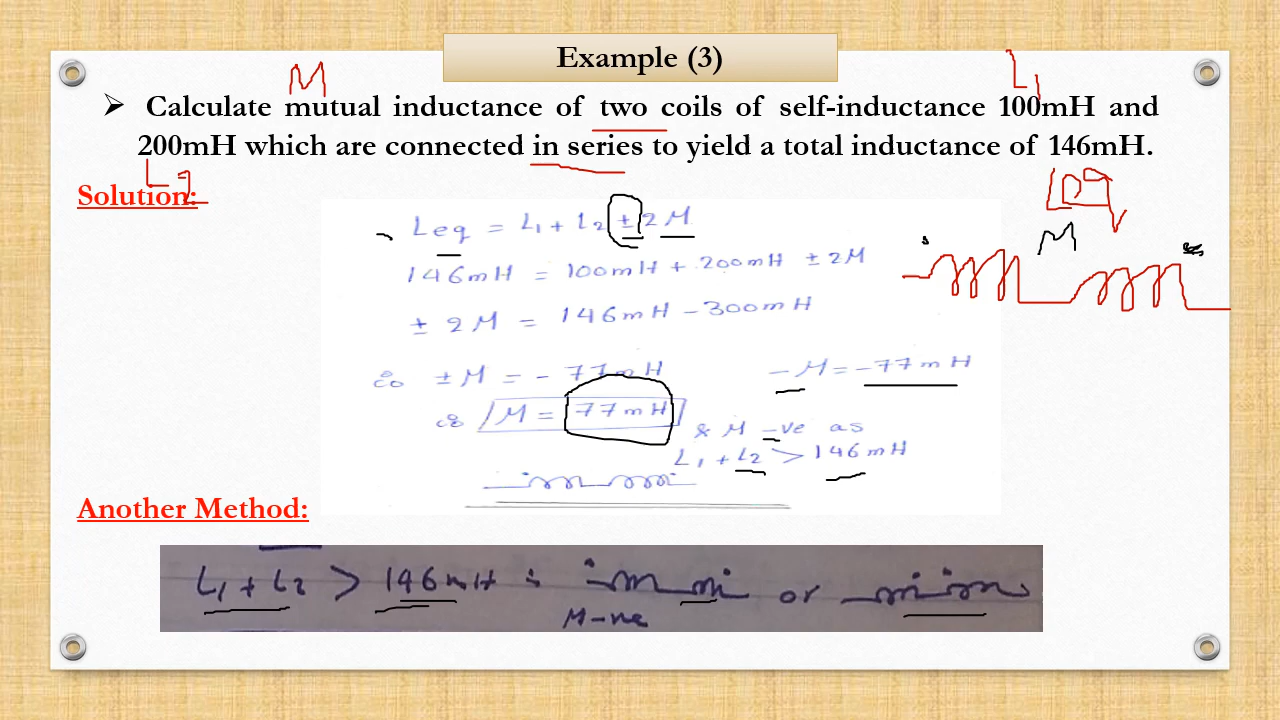 Example (3)
M
L1
➤ Calculate mutual inductance of two coils of self-inductance 100mH and
200mH which are connected in series to yield a total inductance of 146mH.
L2
Leq
Solution:
Leq = L1 + L2 ± 2M
M
146mH = 100mH + 200mH ± 2M
± 2M = 146mH - 300mH
∴ ±M = - 77mH
- M = - 77mH
∴ M = 77mH
& M -ve as
L1 + L2 > 146mH
Another Method:
L1 + L2 > 146mH ∴
or
M -ve